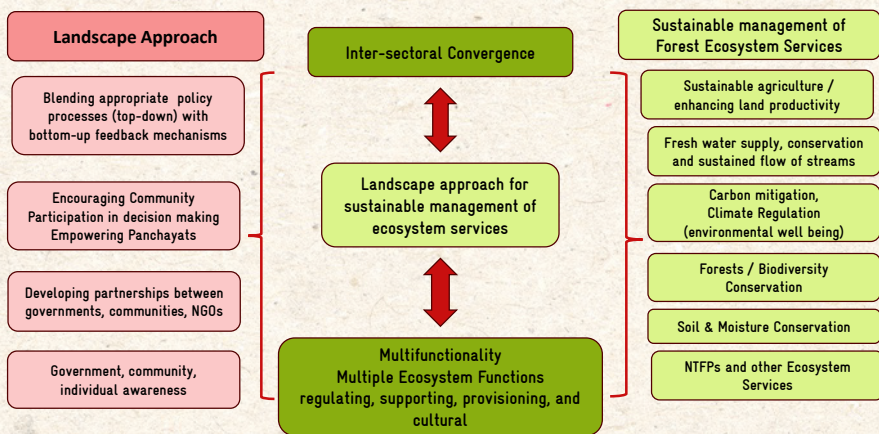 Landscape Approach
Blending appropriate policy
processes (top-down) with
bottom-up feedback mechanisms
Encouraging Community
Participation in decision making
Empowering Panchayats
Developing partnerships between
governments, communities, NGOs
Government, community,
individual awareness
Inter-sectoral Convergence
Landscape approach for
sustainable management of
ecosystem services
Multifunctionality
Multiple Ecosystem Functions
regulating, supporting, provisioning, and
cultural
Sustainable management of
Forest Ecosystem Services
Sustainable agriculture /
enhancing land productivity
Fresh water supply, conservation
and sustained flow of streams
Carbon mitigation,
Climate Regulation
(environmental well being)
Forests / Biodiversity
Conservation
Soil & Moisture Conservation
NTFPs and other Ecosystem
Services